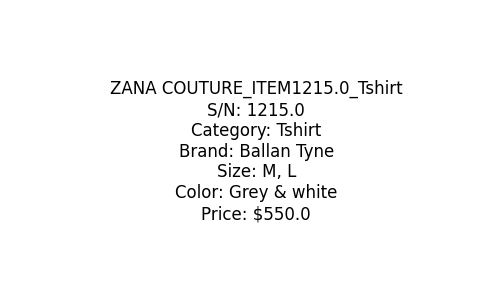 ZANA COUTURE_ITEM1215.0_Tshirt
S/N: 1215.0
Category: Tshirt
Brand: Ballan Tyne
Size: M, L
Color: Grey & white
Price: $550.0